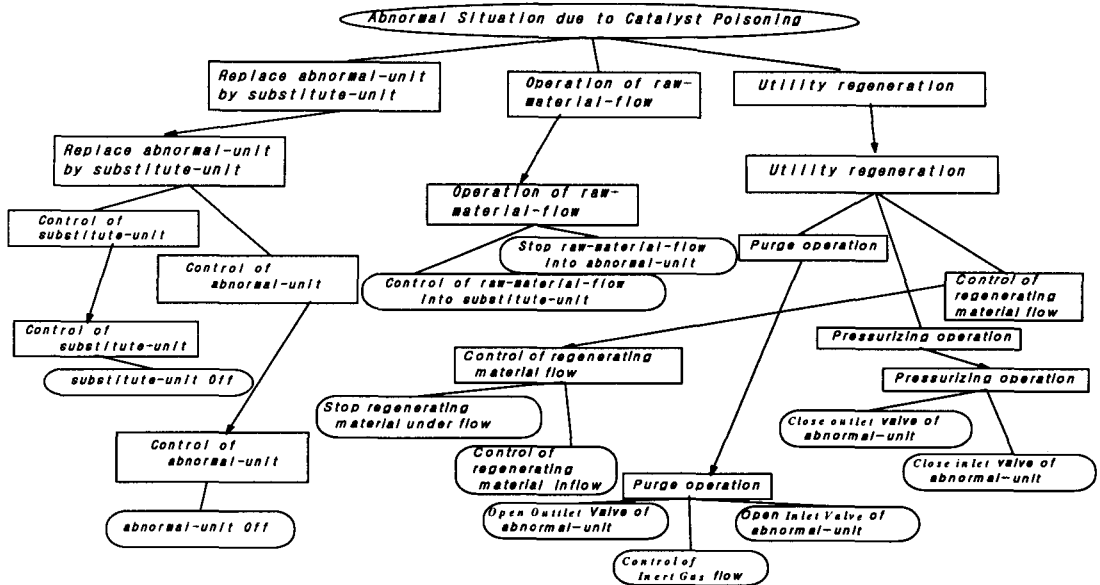 Abnormal Situation due to Catalyst Poisoning
Replace abnormal-unit
by substitute-unit
Operation of raw-
material-flow
Utility regeneration
Replace abnormal-unit
by substitute-unit
Operation of raw-
material-flow
Utility regeneration
Control of
substitute-unit
Control of
abnormal-unit
Stop raw-material-flow
into abnormal-unit
Control of raw-material-flow
into substitute-unit
Purge operation
Control of
regenerating
material flow
Control of
substitute-unit
substitute-unit Off
Control of regenerating
material flow
Pressurizing operation
Pressurizing operation
Stop regenerating
material under flow
Close outlet valve of
abnormal-unit
Control of
abnormal-unit
Control of
regenerating
material inflow
Close inlet valve of
abnormal-unit
Purge operation
abnormal-unit Off
Open Outlet Valve of
abnormal-unit
Open Inlet Valve of
abnormal-unit
Control of
Inert Gas flow